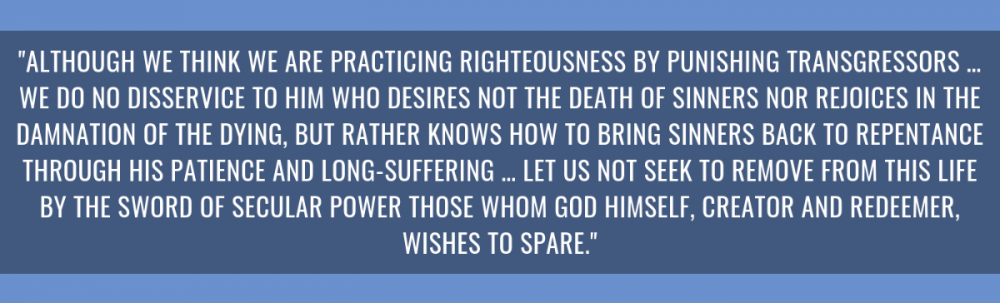 "ALTHOUGH WE THINK WE ARE PRACTICING RIGHTEOUSNESS BY PUNISHING TRANSGRESSORS ...
WE DO NO DISSERVICE TO HIM WHO DESIRES NOT THE DEATH OF SINNERS NOR REJOICES IN THE
DAMNATION OF THE DYING, BUT RATHER KNOWS HOW TO BRING SINNERS BACK TO REPENTANCE
THROUGH HIS PATIENCE AND LONG-SUFFERING ... LET US NOT SEEK TO REMOVE FROM THIS LIFE
BY THE SWORD OF SECULAR POWER THOSE WHOM GOD HIMSELF, CREATOR AND REDEEMER,
WISHES TO SPARE."